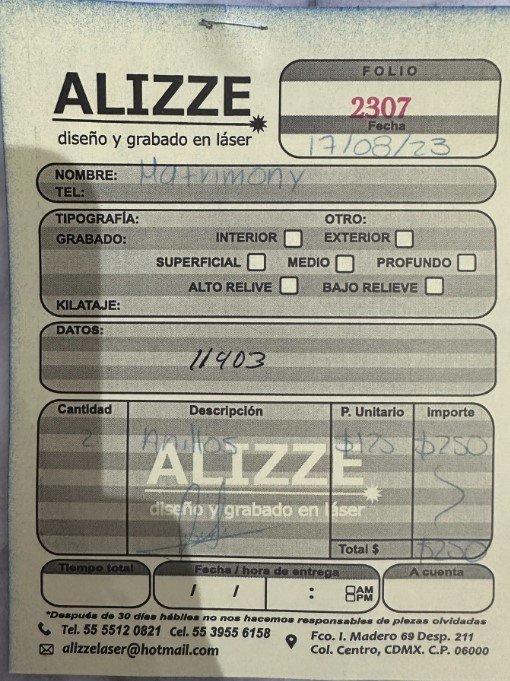 ALIZZE
diseño y grabado en láser
FOLIO
2307
Fecha
17/08/23
NOMBRE: Matrimony
TEL:
TIPOGRAFÍA: OTRO:
GRABADO: INTERIOR EXTERIOR
SUPERFICIAL MEDIO PROFUNDO
ALTO RELIVE BAJO RELIEVE
KILATAJE:
DATOS:
11903
Cantidad Descripción P. Unitario Importe
2 Anillos $125 $250
ALIZZE
diseño y grabado en láser
Total $ $250
Tiempo total Fecha / hora de entrega A cuenta
/ / : AM
PM
*Después de 30 días hábiles no nos hacemos responsables de piezas olvidadas
Tel. 55 5512 0821 Cel. 55 3955 6158
alizzelaser@hotmail.com
Fco. I. Madero 69 Desp. 211
Col. Centro, CDMX. C.P. 06000